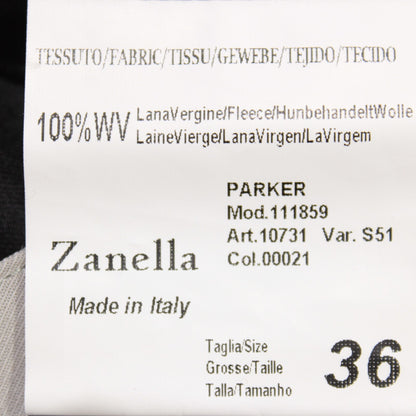 TESSUTO/FABRIC/TISSU/GEWEBE/TEJIDO/TECIDO
100%WV LanaVergine/Fleece/HunbehandeltWolle
LaineVierge/LanaVirgen/LaVirgem
PARKER
Mod.111859
Art.10731 Var. S51
Col.00021
Zanella
Made in Italy
Taglia/Size
Grosse/Taille
Talla/Tamanho
36